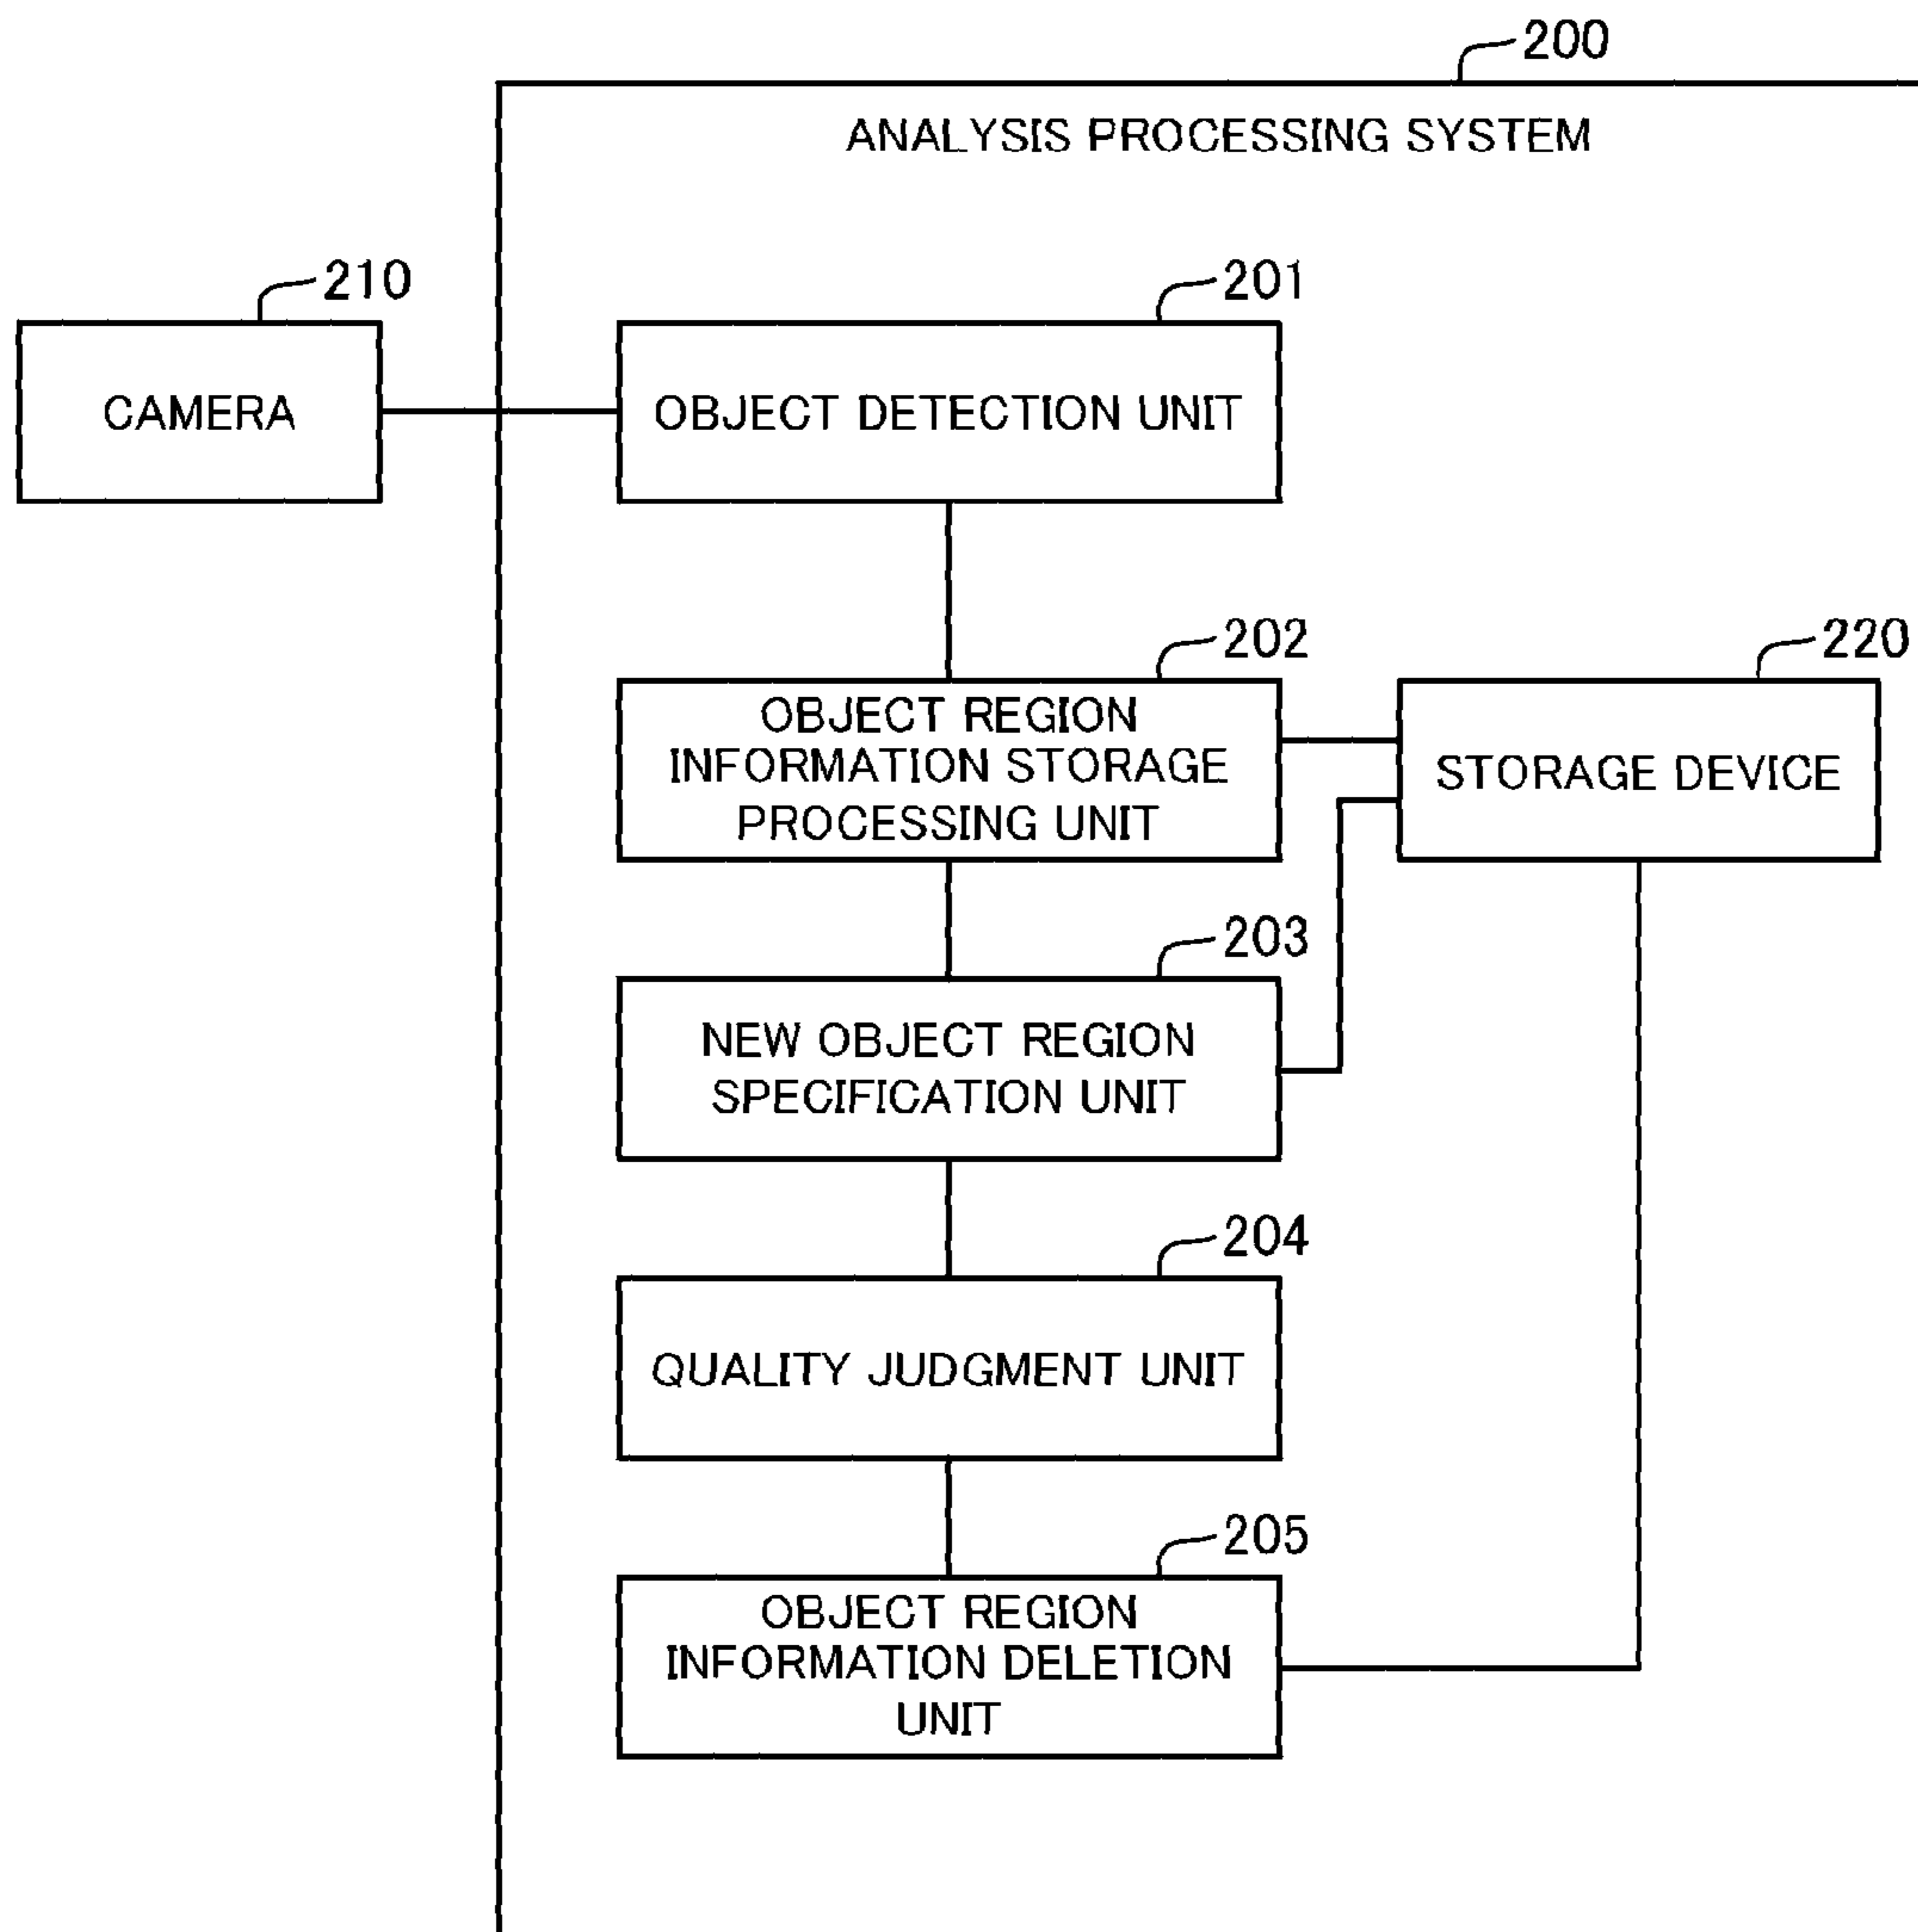 200
ANALYSIS PROCESSING SYSTEM
210
201
CAMERA
OBJECT DETECTION UNIT
202
220
OBJECT REGION
INFORMATION STORAGE
PROCESSING UNIT
STORAGE DEVICE
203
NEW OBJECT REGION
SPECIFICATION UNIT
204
QUALITY JUDGMENT UNIT
205
OBJECT REGION
INFORMATION DELETION
UNIT